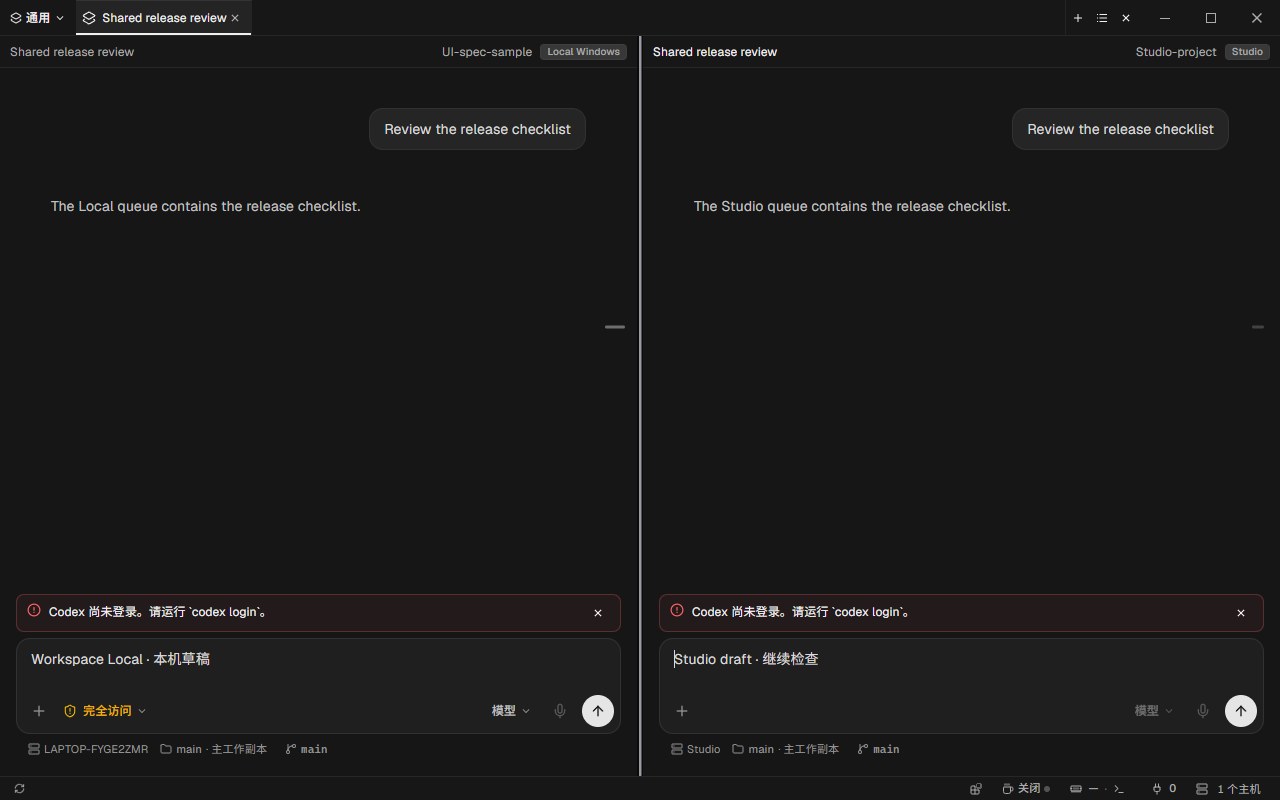 通用
Shared release review
Shared release review
UI-spec-sample
Local Windows
Shared release review
Studio-project
Studio
Review the release checklist
Review the release checklist
The Local queue contains the release checklist.
The Studio queue contains the release checklist.
Codex 尚未登录。请运行 `codex login`。
Codex 尚未登录。请运行 `codex login`。
Workspace Local · 本机草稿
Studio draft · 继续检查
完全访问
模型
模型
LAPTOP-FYGE2ZMR
main · 主工作副本
main
Studio
main · 主工作副本
main
关闭
— ·
0
1 个主机